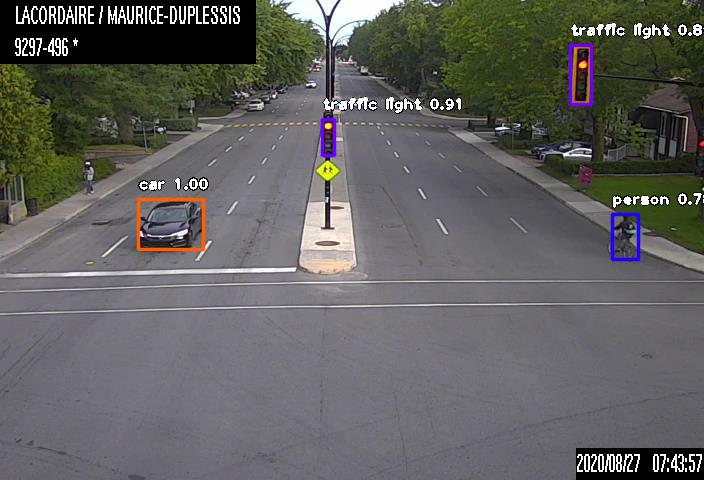 LACORDAIRE / MAURICE-DUPLESSIS
9297-496 *
traffic light 0.8
traffic light 0.91
car 1.00
person 0.78
2020/08/27 07:43:57